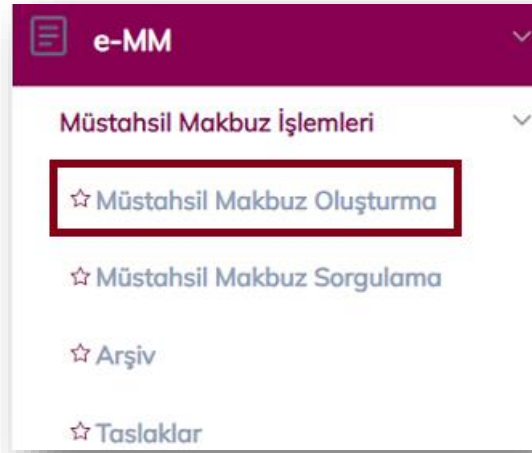 e-MM
Müstahsil Makbuz İşlemleri
Müstahsil Makbuz Oluşturma
Müstahsil Makbuz Sorgulama
Arşiv
Taslaklar